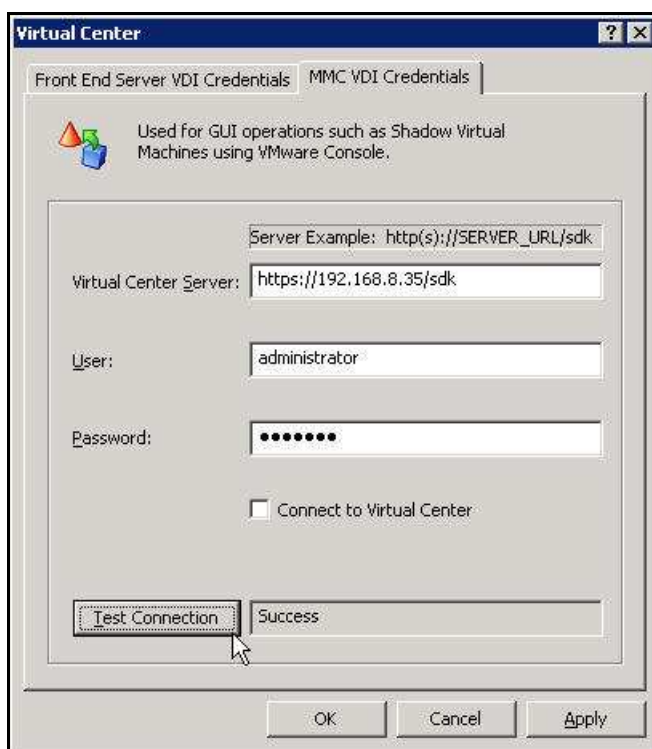 Virtual Center
Front End Server VDI Credentials
MMC VDI Credentials
Used for GUI operations such as Shadow Virtual
Machines using VMware Console.
Server Example: http(s)://SERVER_URL/sdk
Virtual Center Server:
https://192.168.8.35/sdk
User:
administrator
Password:
●●●●●●●
Connect to Virtual Center
Test Connection
Success
OK
Cancel
Apply